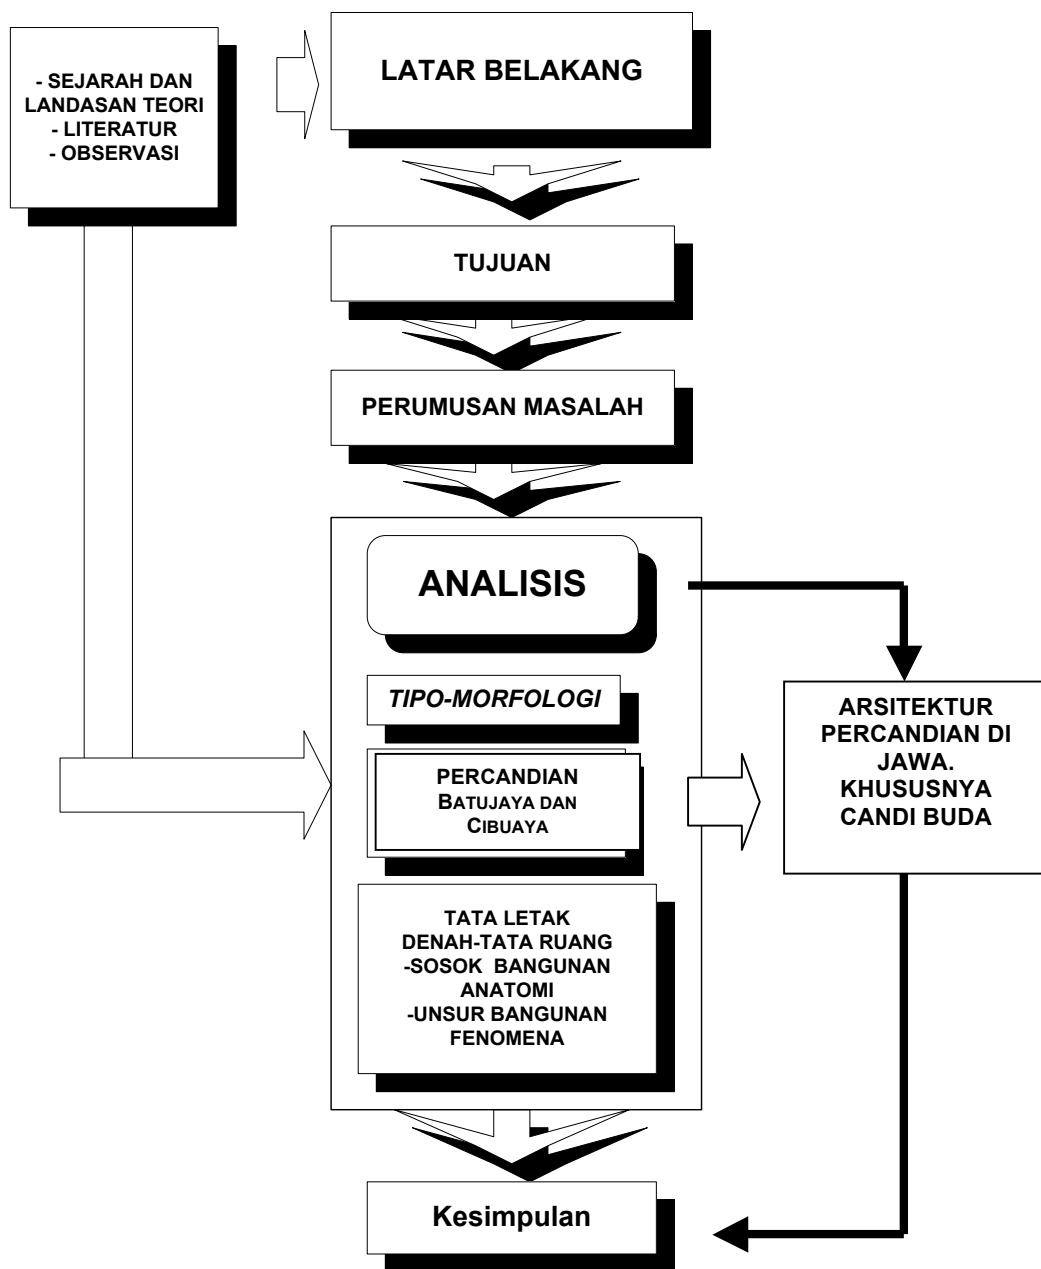 - SEJARAH DAN
LANDASAN TEORI
- LITERATUR
- OBSERVASI
LATAR BELAKANG
TUJUAN
PERUMUSAN MASALAH
ANALISIS
TIPO-MORFOLOGI
PERCANDIAN
BATUJAYA DAN
CIBUAYA
TATA LETAK
DENAH-TATA RUANG
-SOSOK BANGUNAN
ANATOMI
-UNSUR BANGUNAN
FENOMENA
ARSITEKTUR
PERCANDIAN DI
JAWA.
KHUSUSNYA
CANDI BUDA
Kesimpulan